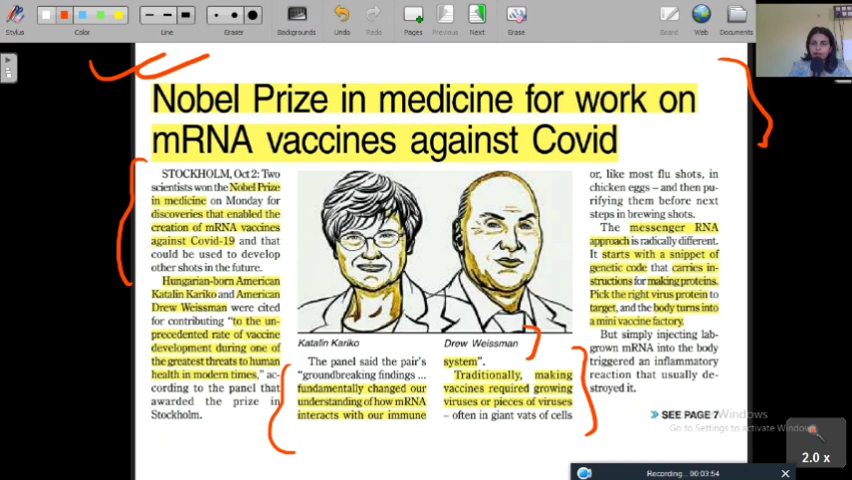 Stylus
Color
Line
Eraser
Backgrounds
Undo
Redo
Pages
Previous
Next
Erase
Board
Web
Documents
Nobel Prize in medicine for work on
mRNA vaccines against Covid
STOCKHOLM, Oct 2: Two
scientists won the Nobel Prize
in medicine on Monday for
discoveries that enabled the
creation of mRNA vaccines
against Covid-19 and that
could be used to develop
other shots in the future.
Hungarian-born American
Katalin Kariko and American
Drew Weissman were cited
for contributing “to the un-
precedented rate of vaccine
development during one of
the greatest threats to human
health in modern times,” ac-
cording to the panel that
awarded the prize in
Stockholm.
Katalin Kariko
Drew Weissman
The panel said the pair’s
“groundbreaking findings ...
fundamentally changed our
understanding of how mRNA
interacts with our immune
system”.
Traditionally, making
vaccines required growing
viruses or pieces of viruses
– often in giant vats of cells
or, like most flu shots, in
chicken eggs – and then pu-
rifying them before next
steps in brewing shots.
The messenger RNA
approach is radically different.
It starts with a snippet of
genetic code that carries in-
structions for making proteins.
Pick the right virus protein to
target, and the body turns into
a mini vaccine factory.
But simply injecting lab-
grown mRNA into the body
triggered an inflammatory
reaction that usually de-
stroyed it.
SEE PAGE 7
Windows
Go to Settings to activate Windows.
2.0 x
Recording... 00:03:54